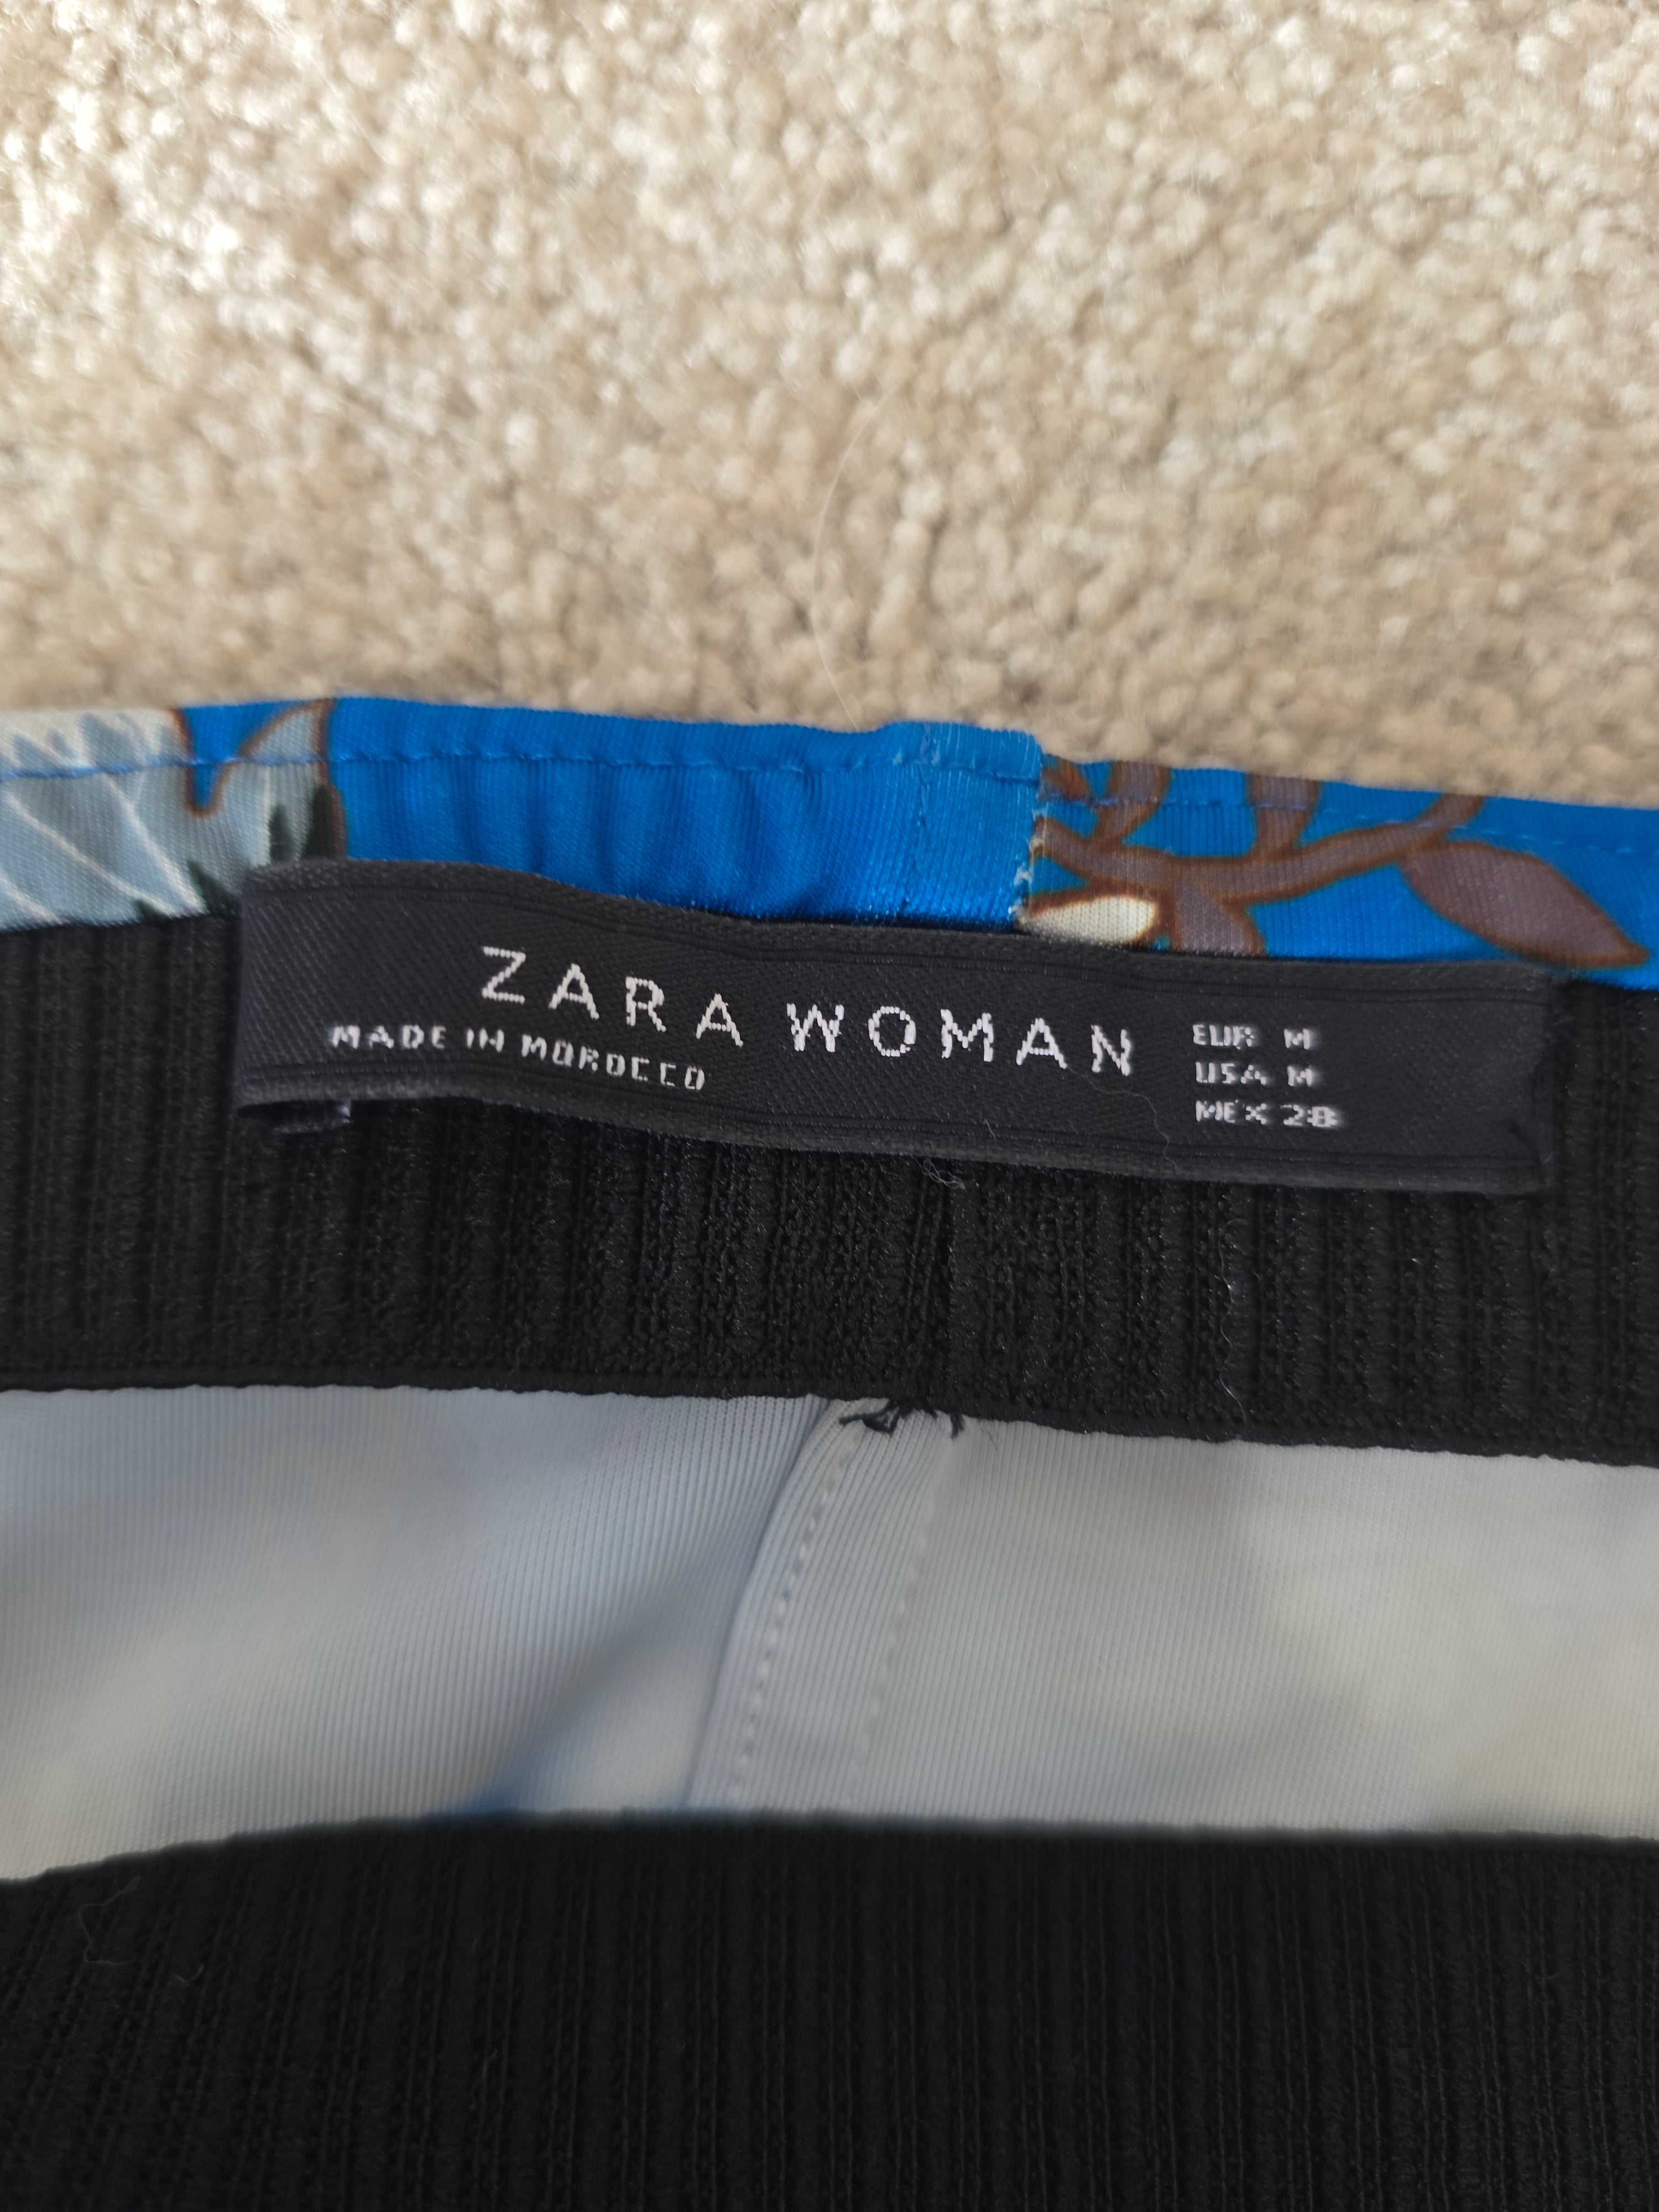 ZARA WOMAN
MADE IN MOROCCO
EUR M
USA M
MEX 28